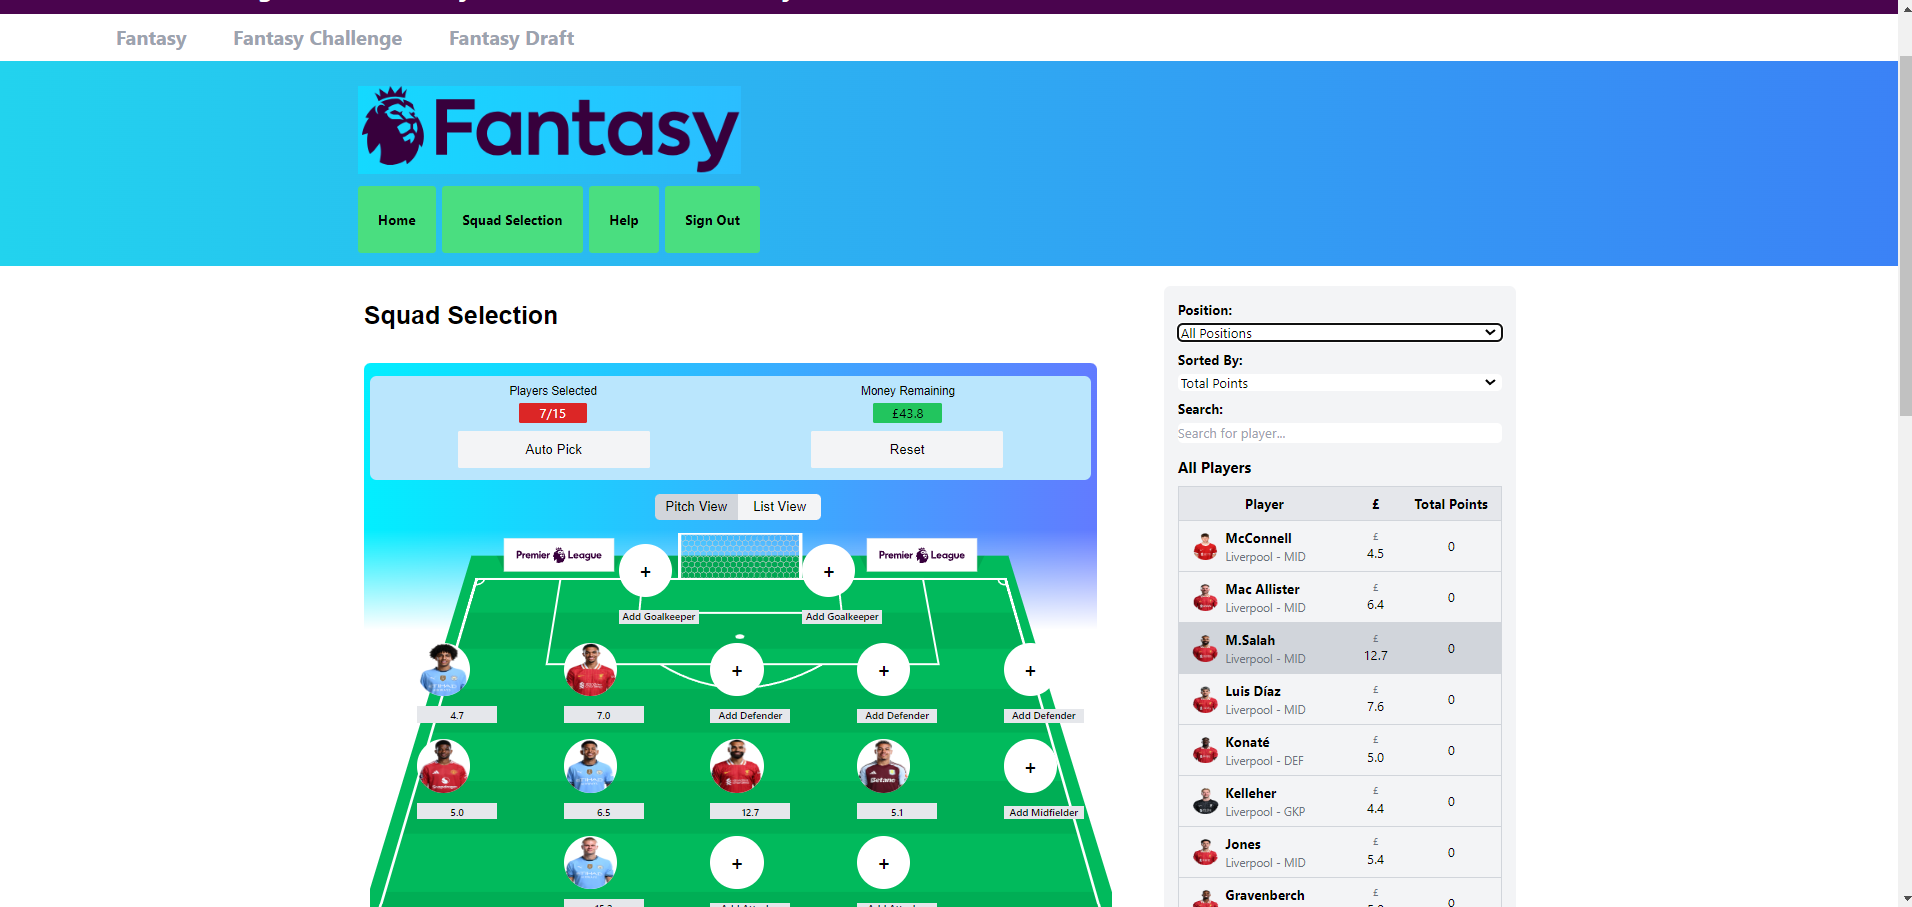 Fantasy Fantasy Challenge Fantasy Draft
Fantasy
Home Squad Selection Help Sign Out
Squad Selection
Players Selected Money Remaining
7/15 £43.8
Auto Pick Reset
Pitch View List View
Premier League Premier League
+ +
Add Goalkeeper Add Goalkeeper
+ + +
4.7 7.0 Add Defender Add Defender Add Defender
+
5.0 6.5 12.7 5.1 Add Midfielder
+ +
Position:
All Positions
Sorted By:
Total Points
Search:
Search for player...
All Players
Player £ Total Points
McConnell £
Liverpool - MID 4.5 0
Mac Allister £
Liverpool - MID 6.4 0
M.Salah £
Liverpool - MID 12.7 0
Luis Díaz £
Liverpool - MID 7.6 0
Konaté £
Liverpool - DEF 5.0 0
Kelleher £
Liverpool - GKP 4.4 0
Jones £
Liverpool - MID 5.4 0
Gravenberch £